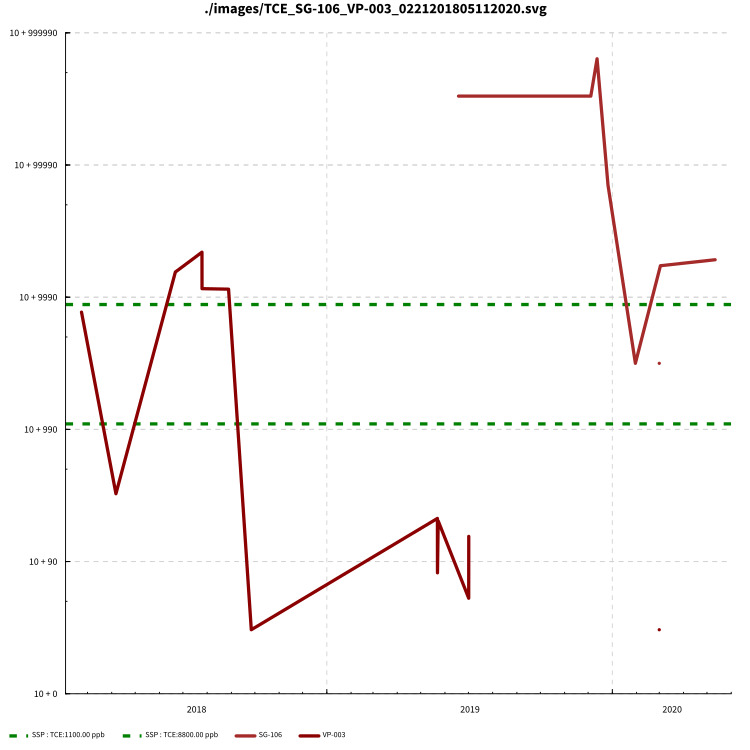 ./images/TCE_SG-106_VP-003_0221201805112020.svg
10 + 999990
10 + 99990
10 + 9990
10 + 990
10 + 90
10 + 0
2018 2019 2020
SSP : TCE:1100.00 ppb SSP : TCE:8800.00 ppb SG-106 VP-003